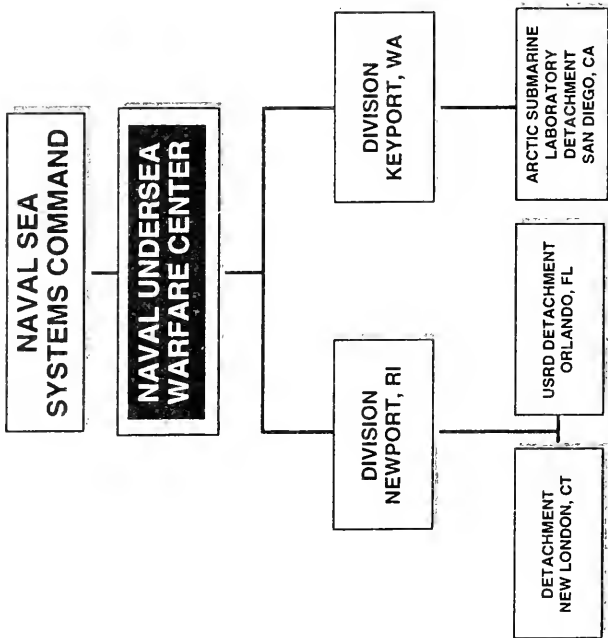 NAVAL SEA
SYSTEMS COMMAND
NAVAL UNDERSEA
WARFARE CENTER
DIVISION
NEWPORT, RI
DIVISION
KEYPORT, WA
DETACHMENT
NEW LONDON, CT
USRD DETACHMENT
ORLANDO, FL
ARCTIC SUBMARINE
LABORATORY
DETACHMENT
SAN DIEGO, CA